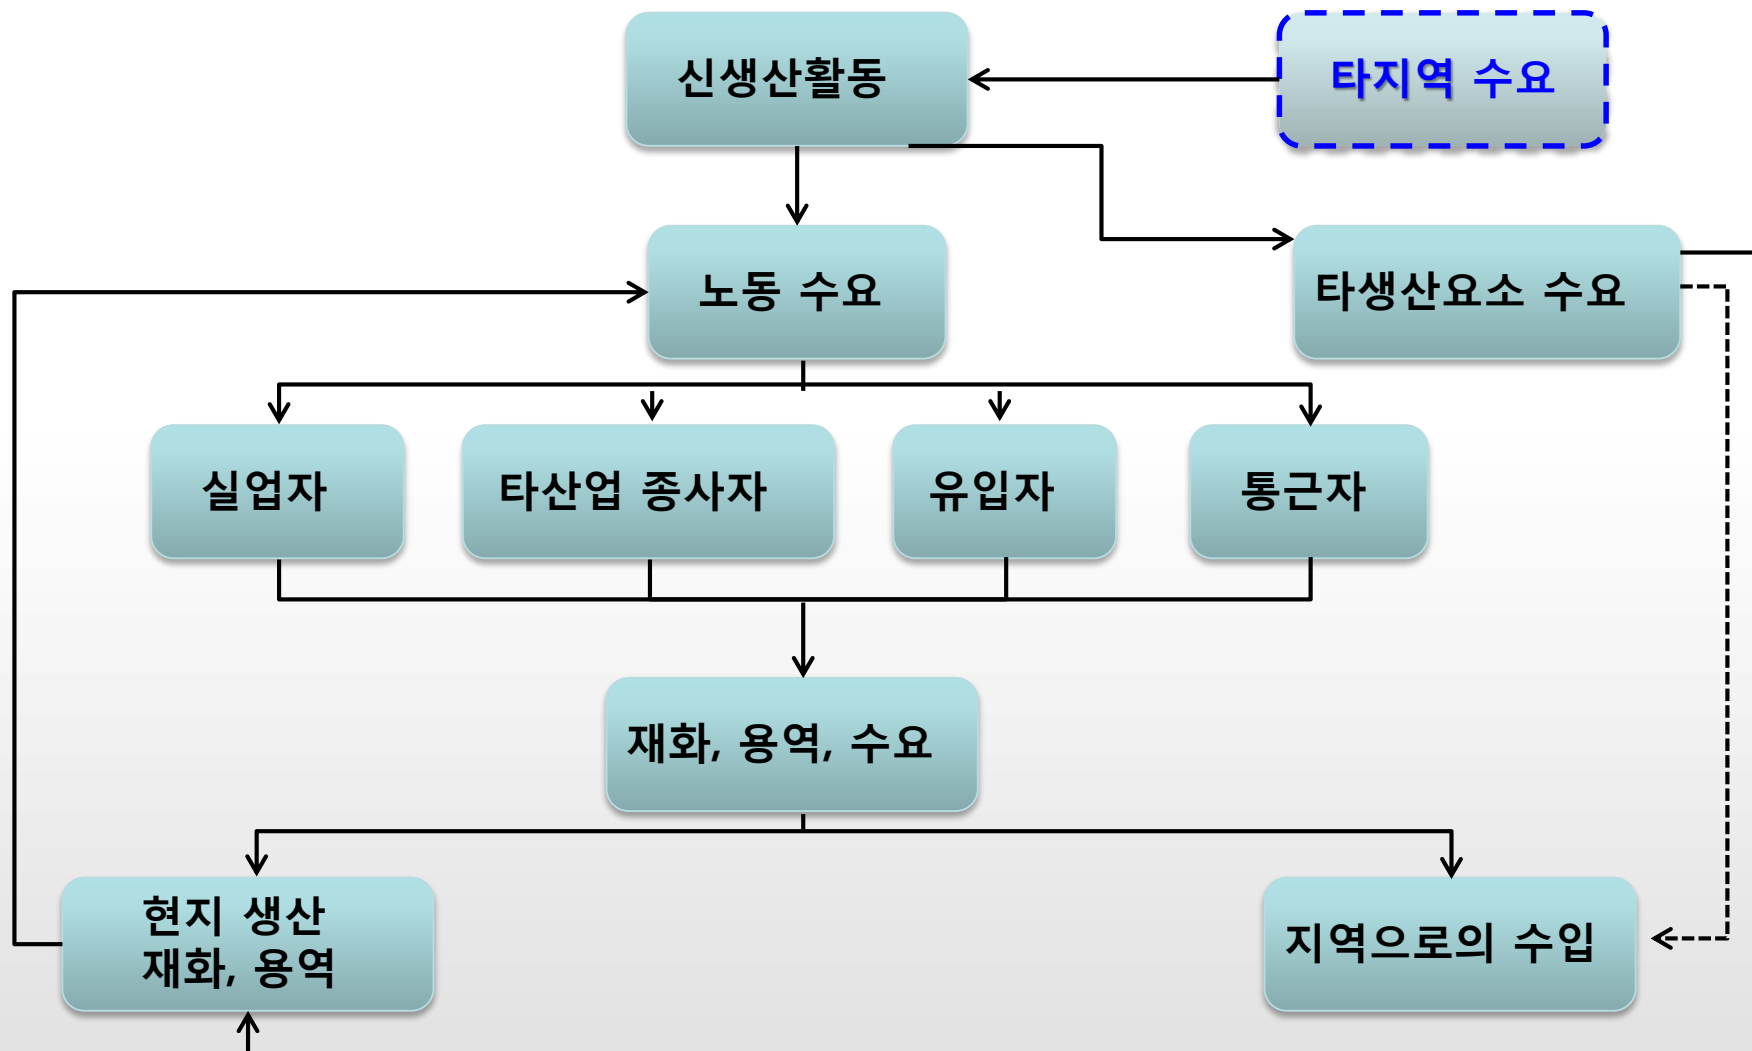 신생산활동
타지역 수요
노동 수요
타생산요소 수요
실업자
타산업 종사자
유입자
통근자
재화, 용역, 수요
현지 생산
재화, 용역
지역으로의 수입